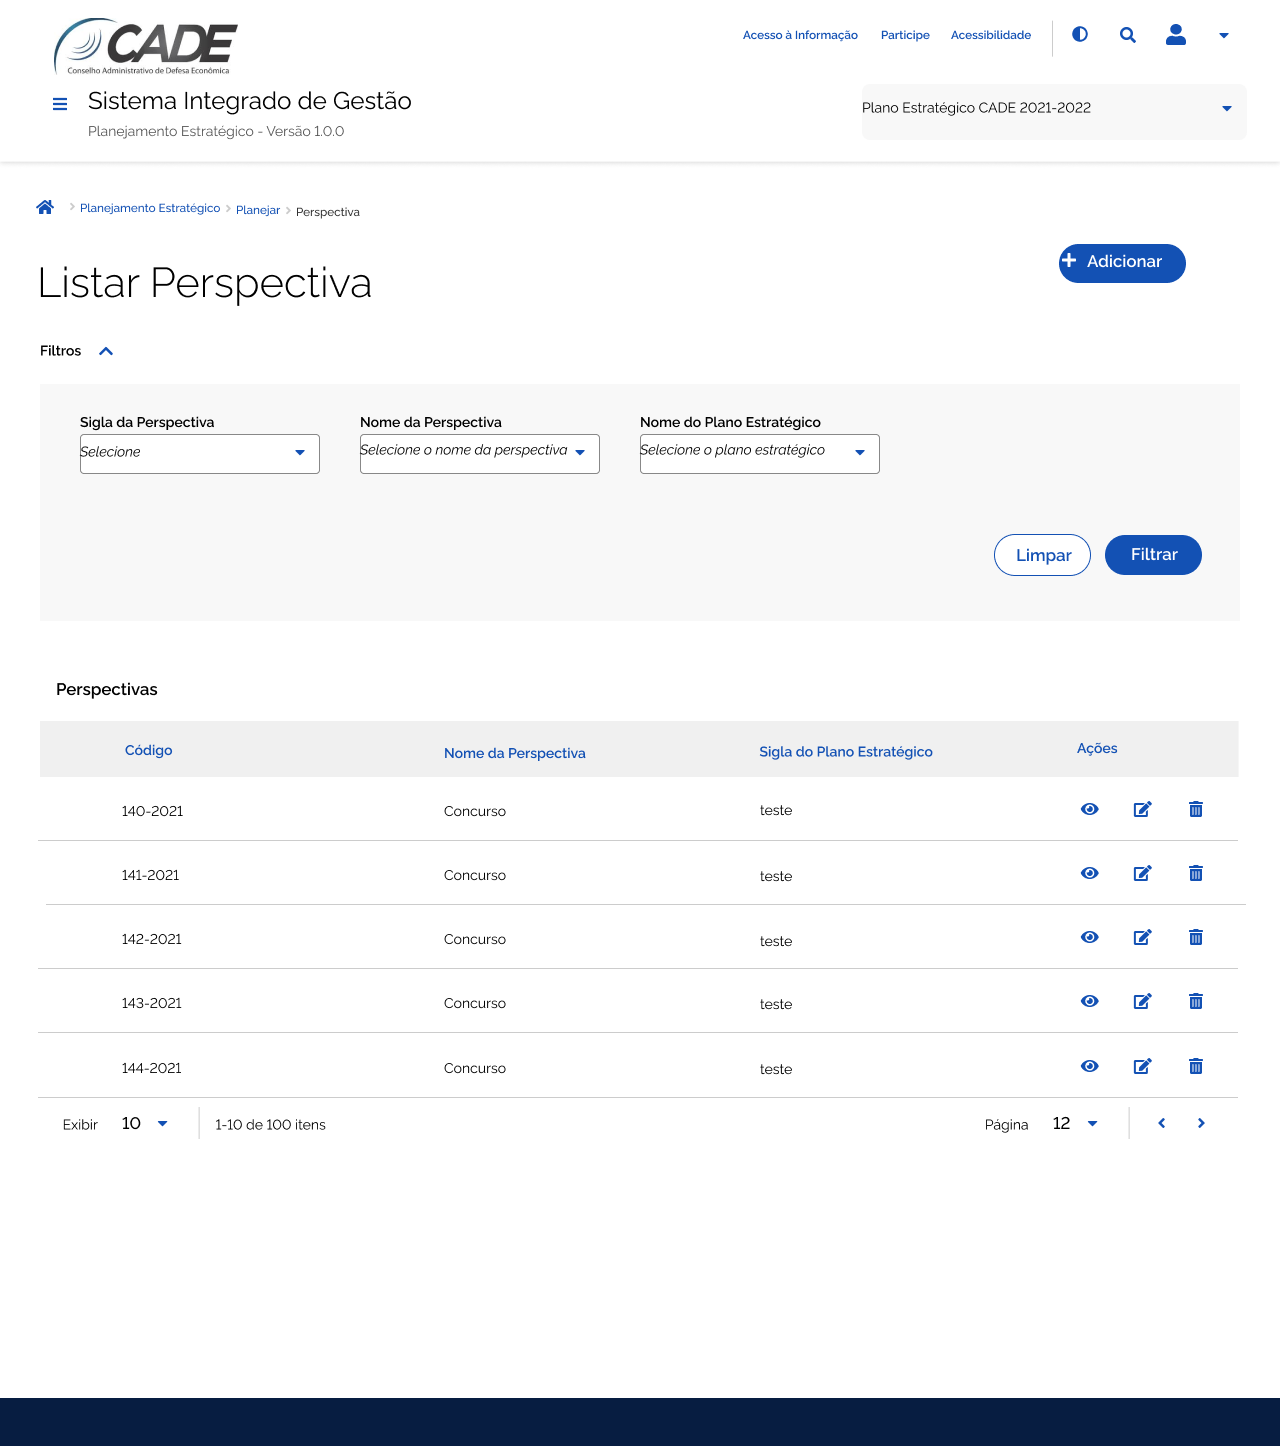 CADE
Conselho Administrativo de Defesa Econômica
Acesso à Informação Participe Acessibilidade
Sistema Integrado de Gestão
Planejamento Estratégico - Versão 1.0.0
Plano Estratégico CADE 2021-2022
Planejamento Estratégico Planejar Perspectiva
Listar Perspectiva
Adicionar
Filtros
Sigla da Perspectiva Nome da Perspectiva Nome do Plano Estratégico
Selecione Selecione o nome da perspectiva Selecione o plano estratégico
Limpar Filtrar
Perspectivas
Código Nome da Perspectiva Sigla do Plano Estratégico Ações
140-2021 Concurso teste
141-2021 Concurso teste
142-2021 Concurso teste
143-2021 Concurso teste
144-2021 Concurso teste
Exibir 10 1-10 de 100 itens Página 12